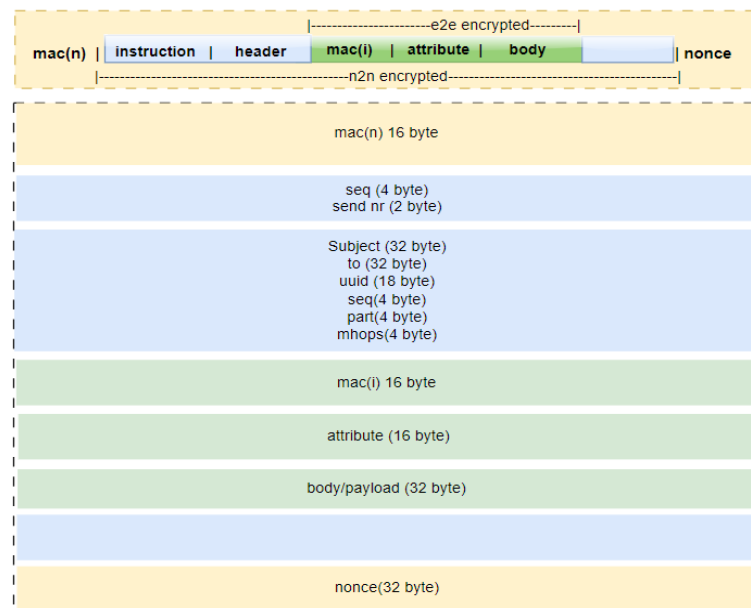 |----------------------e2e encrypted--------|
mac(n) | instruction | header mac(i) | attribute | body | nonce
|----------------------------------------------n2n encrypted------------------------------------------|
mac(n) 16 byte
seq (4 byte)
send nr (2 byte)
Subject (32 byte)
to (32 byte)
uuid (18 byte)
seq(4 byte)
part(4 byte)
mhops(4 byte)
mac(i) 16 byte
attribute (16 byte)
body/payload (32 byte)
nonce(32 byte)